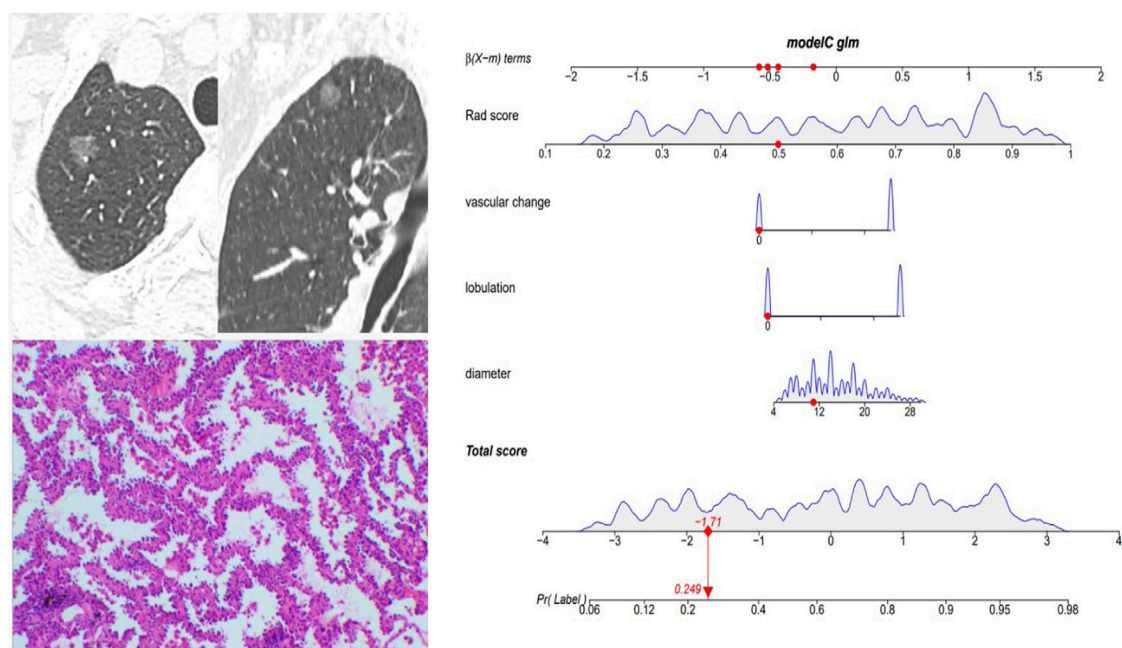 modelC glm
β(X−m) terms
−2 −1.5 −1 −0.5 0 0.5 1 1.5 2
Rad score
0.1 0.2 0.3 0.4 0.5 0.6 0.7 0.8 0.9 1
vascular change
0
lobulation
0
diameter
4 12 20 28
Total score
−1.71
−4 −3 −2 −1 0 1 2 3 4
0.249
Pr( Label )
0.06 0.12 0.2 0.4 0.6 0.8 0.9 0.95 0.98